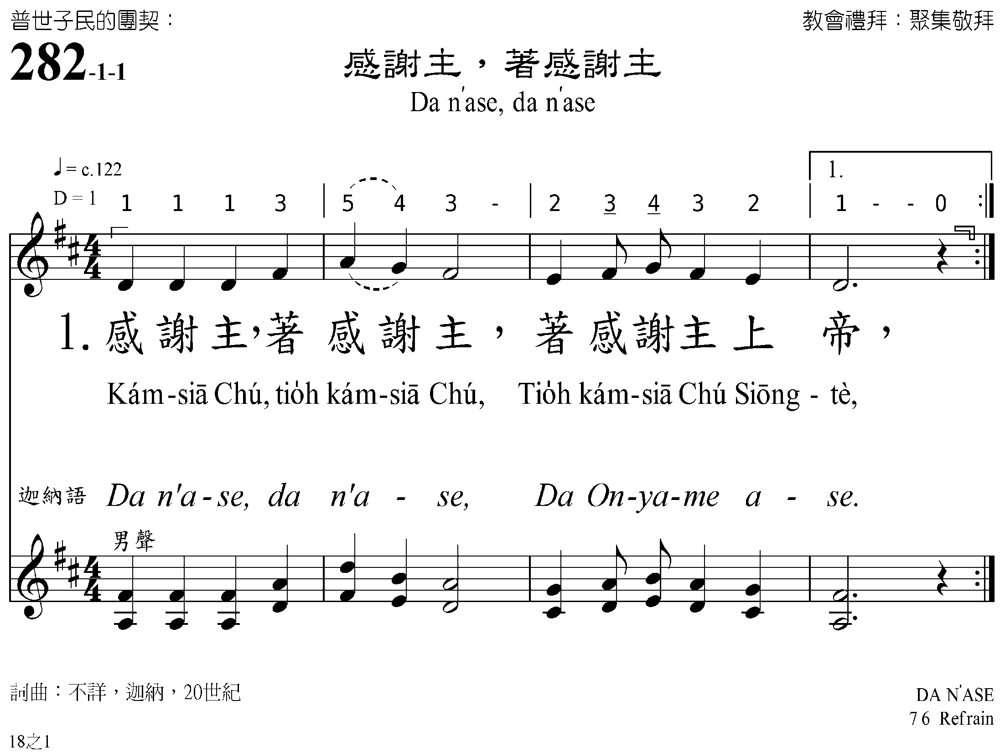 普世子民的團契：
教會禮拜：聚集敬拜
282-1-1
感謝主，著感謝主
Da n'ase, da n'ase
♩= c.122
1.
D = 1 1 1 1 3 | 5 4 3 - | 2 3 4 3 2 | 1 - - 0 :|
1. 感謝主，著感謝主，著感謝主上帝，
Kám-siā Chú, tio̍h kám-siā Chú, Tio̍h kám-siā Chú Siōng - tè,
迦納語 Da n'a-se, da n'a - se, Da On-ya-me a - se.
男聲
詞曲：不詳，迦納，20世紀
DA N'ASE
7 6 Refrain
18之1